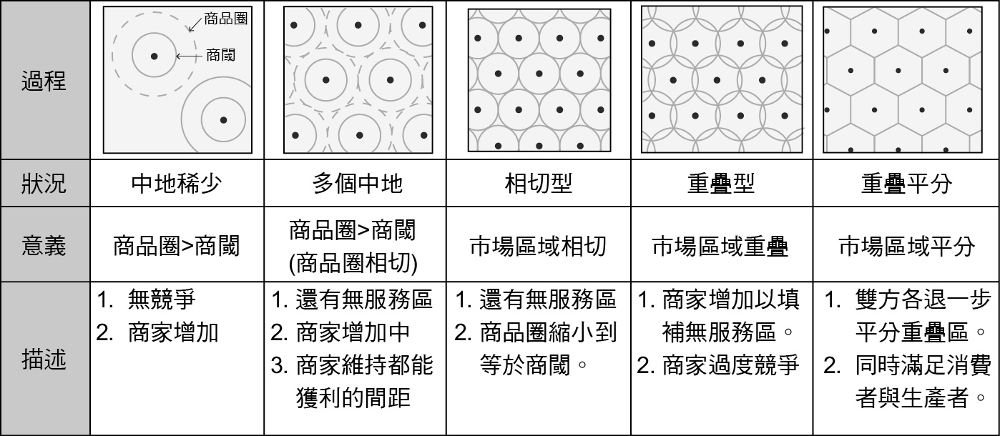 過程
商品圈
商閾
狀況
中地稀少
多個中地
相切型
重疊型
重疊平分
意義
商品圈>商閾
商品圈>商閾
(商品圈相切)
市場區域相切
市場區域重疊
市場區域平分
描述
1. 無競爭
2. 商家增加
1. 還有無服務區
2. 商家增加中
3. 商家維持都能
獲利的間距
1. 還有無服務區
2. 商品圈縮小到
等於商閾。
1. 商家增加以填
補無服務區。
2. 商家過度競爭
1. 雙方各退一步
平分重疊區。
2. 同時滿足消費
者與生產者。